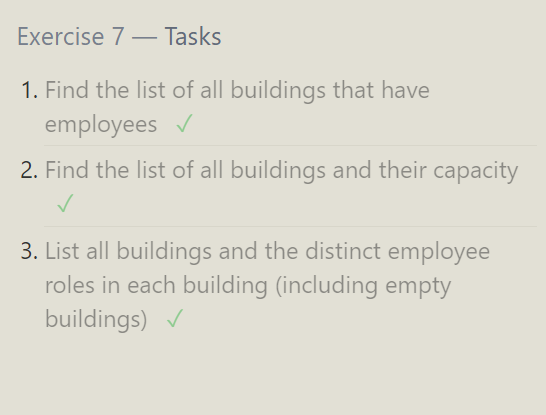 Exercise 7 — Tasks
1. Find the list of all buildings that have
employees ✓
2. Find the list of all buildings and their capacity
✓
3. List all buildings and the distinct employee
roles in each building (including empty
buildings) ✓